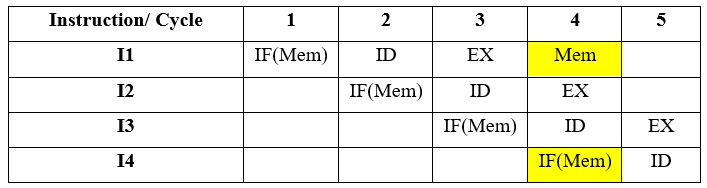 Instruction/ Cycle 1 2 3 4 5
I1 IF(Mem) ID EX Mem
I2 IF(Mem) ID EX
I3 IF(Mem) ID EX
I4 IF(Mem) ID